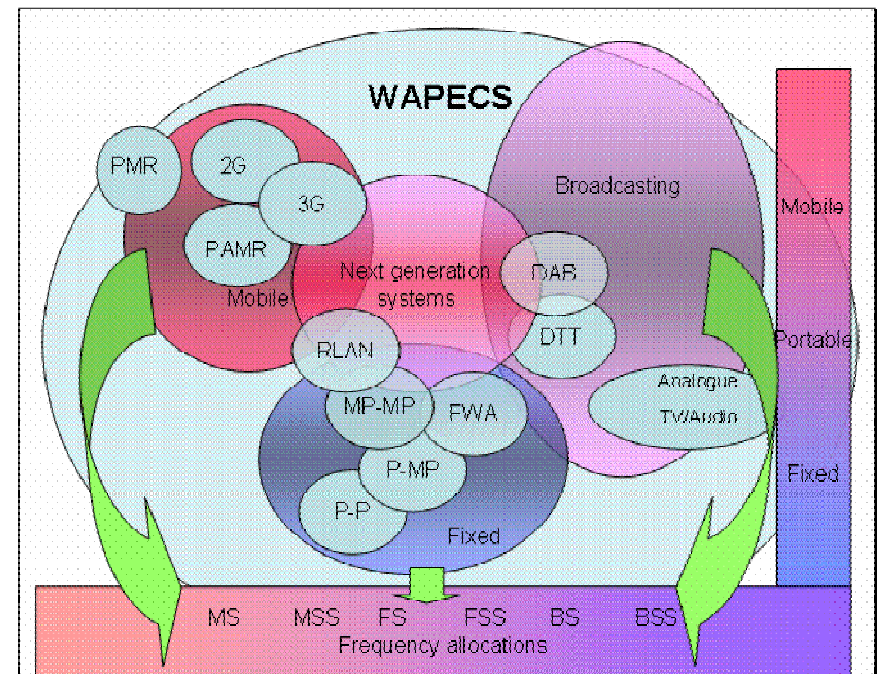 WAPECS
PMR
2G
3G
PAMR
Mobile
Next generation
systems
Broadcasting
DAB
DTT
Analogue
TV/Audio
RLAN
MP-MP
FWA
P-MP
P-P
Fixed
Mobile
Portable
Fixed
MS MSS FS FSS BS BSS
Frequency allocations